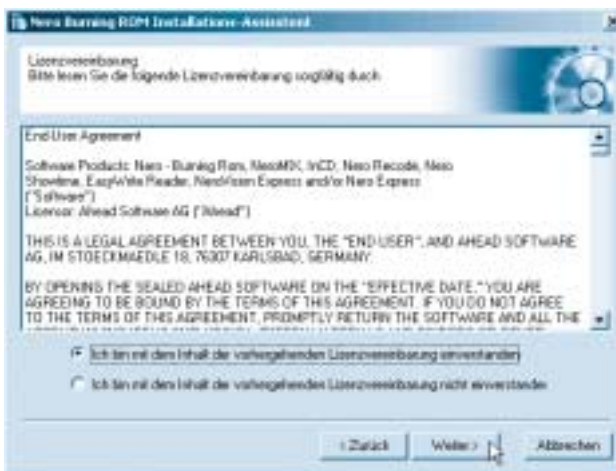 Nero Burning ROM Installations-Assistent
Lizenzvereinbarung
Bitte lesen Sie die folgende Lizenzvereinbarung sorgfältig durch
End-User Agreement
Software Products: Nero - Burning Rom, NeroMIX, InCD, Nero Recode, Nero
Showtime, EasyWrite Reader, NeroVision Express and/or Nero Express
("Software")
Licensor: Ahead Software AG ("Ahead")
THIS IS A LEGAL AGREEMENT BETWEEN YOU, THE "END USER", AND AHEAD SOFTWARE
AG, IM STOECKMAEDLE 18, 76307 KARLSBAD, GERMANY.
BY OPENING THE SEALED AHEAD SOFTWARE ON THE "EFFECTIVE DATE," YOU ARE
AGREEING TO BE BOUND BY THE TERMS OF THIS AGREEMENT. IF YOU DO NOT AGREE
TO THE TERMS OF THIS AGREEMENT, PROMPTLY RETURN THE SOFTWARE AND ALL THE
Ich bin mit dem Inhalt der vorhergehenden Lizenzvereinbarung einverstanden
Ich bin mit dem Inhalt der vorhergehenden Lizenzvereinbarung nicht einverstanden
< Zurück
Weiter >
Abbrechen